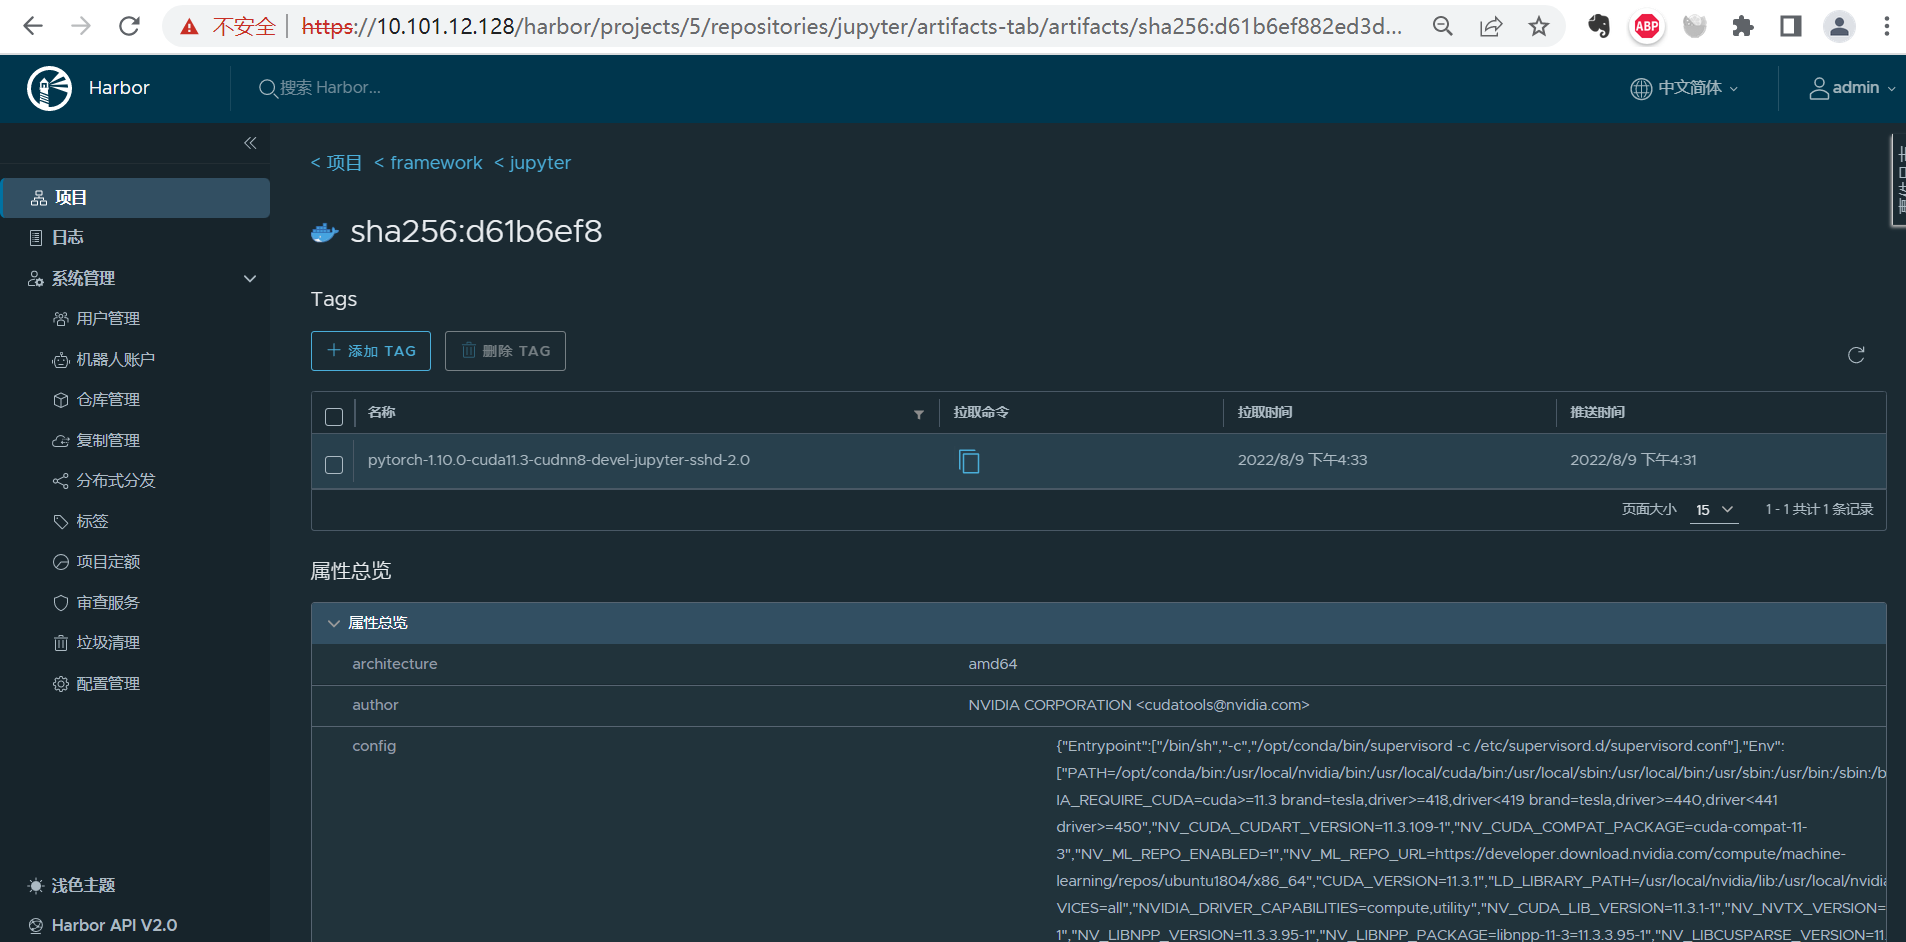 不安全 https://10.101.12.128/harbor/projects/5/repositories/jupyter/artifacts-tab/artifacts/sha256:d61b6ef882ed3d...
ABP
Harbor
搜索 Harbor...
中文简体
admin
< 项目 < framework < jupyter
项目
日志
系统管理
用户管理
机器人账户
仓库管理
复制管理
分布式分发
标签
项目定额
审查服务
垃圾清理
配置管理
浅色主题
Harbor API V2.0
sha256:d61b6ef8
Tags
添加 TAG
删除 TAG
名称 拉取命令 拉取时间 推送时间
pytorch-1.10.0-cuda11.3-cudnn8-devel-jupyter-sshd-2.0 2022/8/9 下午4:33 2022/8/9 下午4:31
页面大小 15 1 - 1 共计 1 条记录
属性总览
属性总览
architecture amd64
author NVIDIA CORPORATION <cudatools@nvidia.com>
config
{"Entrypoint":["/bin/sh","-c","/opt/conda/bin/supervisord -c /etc/supervisord.d/supervisord.conf"],"Env":
["PATH=/opt/conda/bin:/usr/local/nvidia/bin:/usr/local/cuda/bin:/usr/local/sbin:/usr/local/bin:/usr/sbin:/usr/bin:/sbin:/b
IA_REQUIRE_CUDA=cuda>=11.3 brand=tesla,driver>=418,driver<419 brand=tesla,driver>=440,driver<441
driver>=450","NV_CUDA_CUDART_VERSION=11.3.109-1","NV_CUDA_COMPAT_PACKAGE=cuda-compat-11-
3","NV_ML_REPO_ENABLED=1","NV_ML_REPO_URL=https://developer.download.nvidia.com/compute/machine-
learning/repos/ubuntu1804/x86_64","CUDA_VERSION=11.3.1","LD_LIBRARY_PATH=/usr/local/nvidia/lib:/usr/local/nvidia
VICES=all","NVIDIA_DRIVER_CAPABILITIES=compute,utility","NV_CUDA_LIB_VERSION=11.3.1-1","NV_NVTX_VERSION=
1","NV_LIBNPP_VERSION=11.3.3.95-1","NV_LIBNPP_PACKAGE=libnpp-11-3=11.3.3.95-1","NV_LIBCUSPARSE_VERSION=11